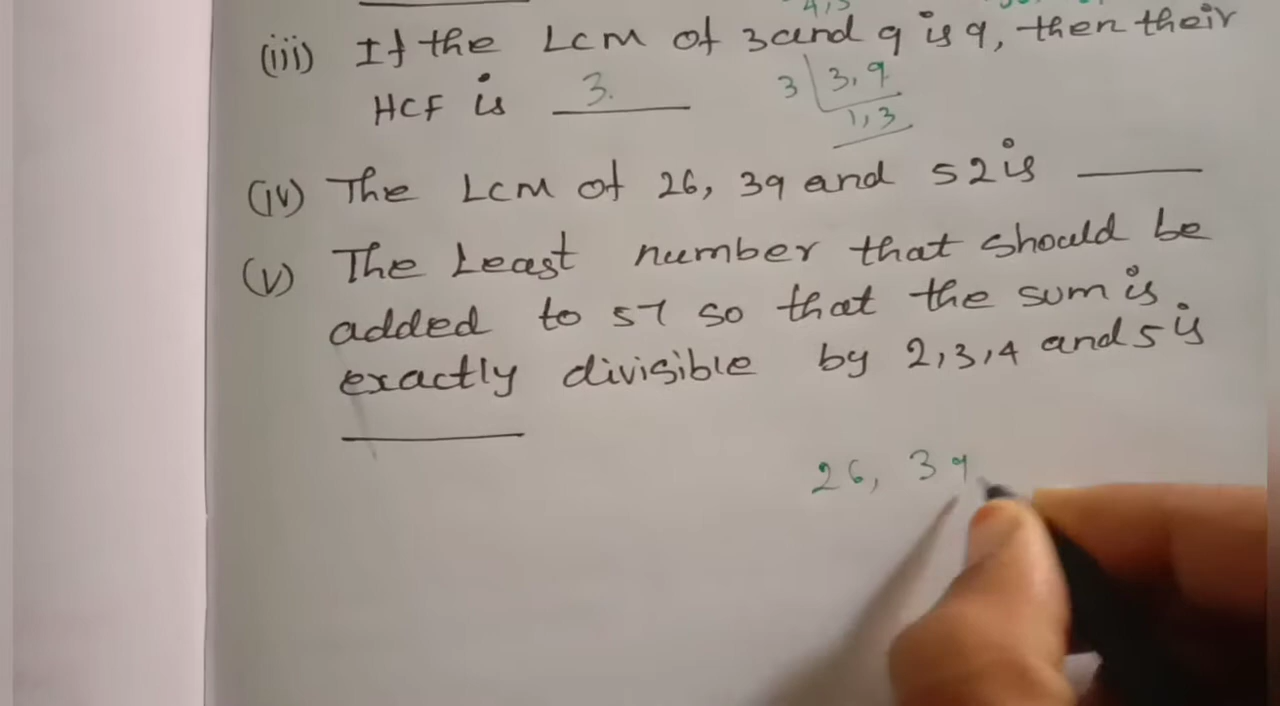 4, 5
(iii) If the LCM of 3 and 9 is 9, then their
HCF is 3.
3 | 3, 9
1, 3
(iv) The LCM of 26, 39 and 52 is ______
(v) The Least number that should be
added to 57 so that the sum is
exactly divisible by 2, 3, 4 and 5 is
______
26, 39